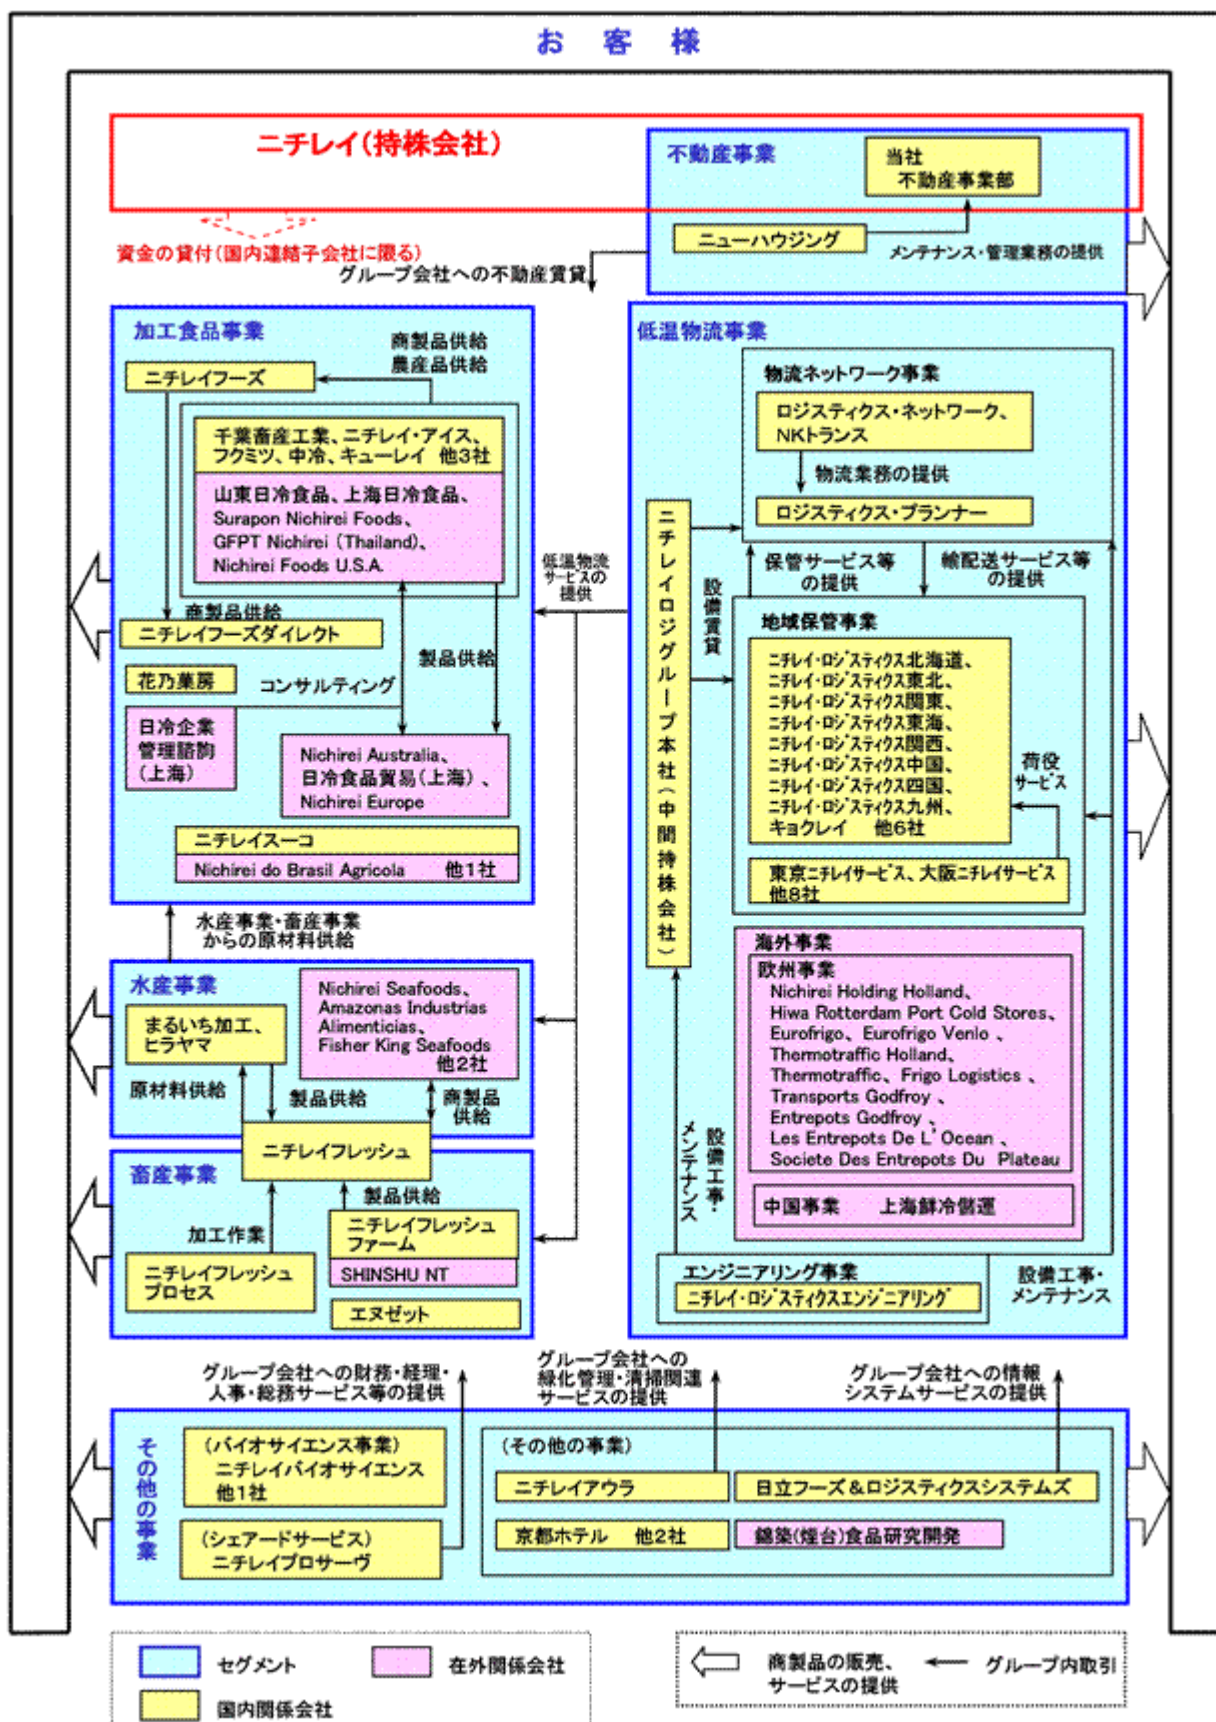 お客様
ニチレイ(持株会社)
不動産事業
当社
不動産事業部
ニューハウジング
メンテナンス・管理業務の提供
資金の貸付(国内連結子会社に限る)
グループ会社への不動産賃貸
加工食品事業
商製品供給
農産品供給
ニチレイフーズ
千葉畜産工業、ニチレイ・アイス、
フクミツ、中冷、キューレイ 他3社
山東日冷食品、上海日冷食品、
Surapon Nichirei Foods、
GFPT Nichirei (Thailand)、
Nichirei Foods U.S.A.
商製品供給
ニチレイフーズダイレクト
製品供給
花乃菓房
コンサルティング
日冷企業
管理諮詢
(上海)
Nichirei Australia、
日冷食品貿易(上海)、
Nichirei Europe
ニチレイスーコ
Nichirei do Brasil Agricola 他1社
低温物流
サービスの
提供
水産事業・畜産事業
からの原材料供給
水産事業
まるいち加工、
ヒラヤマ
Nichirei Seafoods、
Amazonas Industrias
Alimenticias、
Fisher King Seafoods
他2社
原材料供給
製品供給
商製品
供給
ニチレイフレッシュ
畜産事業
製品供給
加工作業
ニチレイフレッシュ
ファーム
SHINSHU NT
ニチレイフレッシュ
プロセス
エヌゼット
低温物流事業
物流ネットワーク事業
ロジスティクス・ネットワーク、
NKトランス
物流業務の提供
ロジスティクス・プランナー
ニチレイロジグループ本社(中間持株会社)
設備賃貸
保管サービス等
の提供
輸配送サービス等
の提供
地域保管事業
ニチレイ・ロジスティクス北海道、
ニチレイ・ロジスティクス東北、
ニチレイ・ロジスティクス関東、
ニチレイ・ロジスティクス東海、
ニチレイ・ロジスティクス関西、
ニチレイ・ロジスティクス中国、
ニチレイ・ロジスティクス四国、
ニチレイ・ロジスティクス九州、
キョクレイ 他6社
荷役
サービス
東京ニチレイサービス、大阪ニチレイサービス
他8社
海外事業
欧州事業
Nichirei Holding Holland、
Hiwa Rotterdam Port Cold Stores、
Eurofrigo、Eurofrigo Venlo 、
Thermotraffic Holland、
Thermotraffic、Frigo Logistics 、
Transports Godfroy 、
Entrepots Godfroy 、
Les Entrepots De L'Ocean 、
Societe Des Entrepots Du Plateau
中国事業 上海鮮冷儲運
設備工事・
メンテナンス
エンジニアリング事業
ニチレイ・ロジスティクスエンジニアリング
設備工事・
メンテナンス
グループ会社への財務・経理・
人事・総務サービス等の提供
グループ会社への
緑化管理・清掃関連
サービスの提供
グループ会社への情報
システムサービスの提供
その他の事業
(バイオサイエンス事業)
ニチレイバイオサイエンス
他1社
(シェアードサービス)
ニチレイプロサーヴ
(その他の事業)
ニチレイアウラ
日立フーズ&ロジスティクスシステムズ
京都ホテル 他2社
錦築(煙台)食品研究開発
セグメント
在外関係会社
国内関係会社
商製品の販売、
サービスの提供
グループ内取引